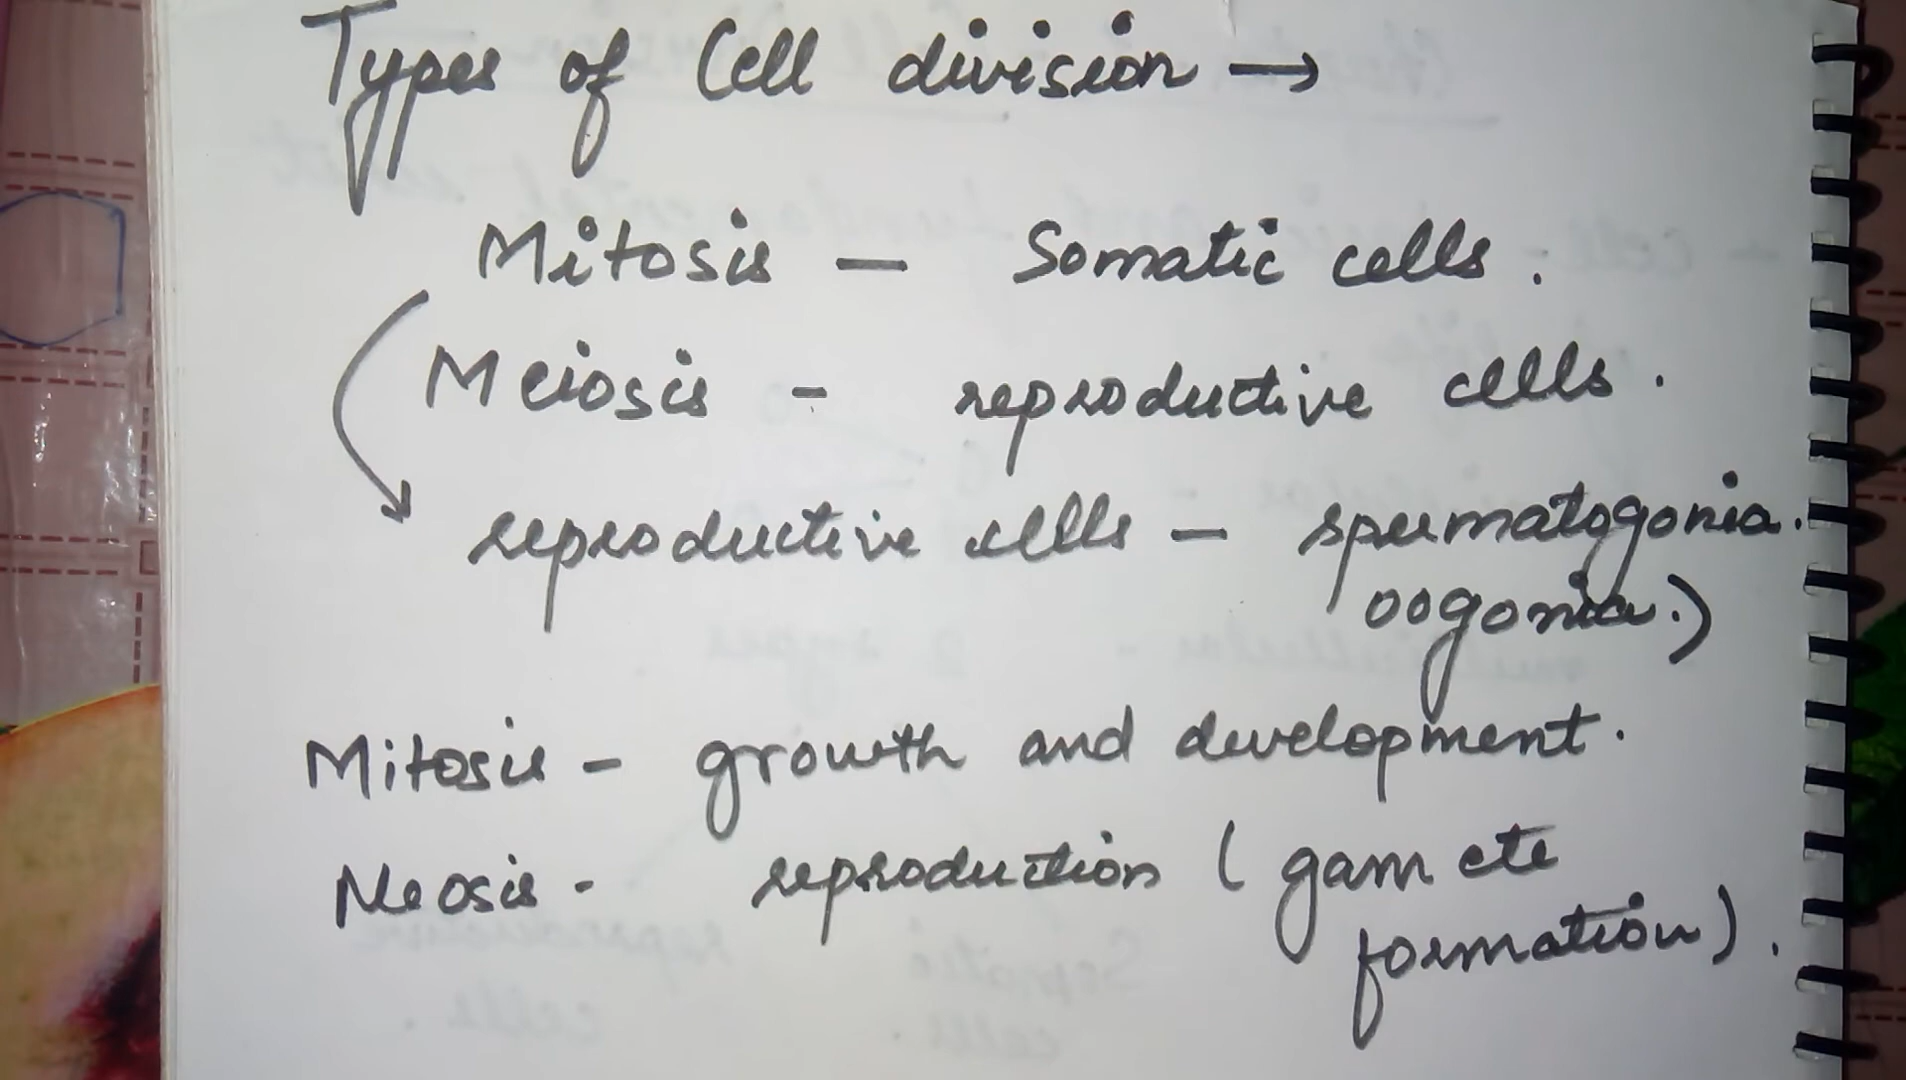 Types of Cell division →
Mitosis - Somatic cells.
Meiosis - reproductive cells.
reproductive cells - spermatogonia.
oogonia.)
Mitosis - growth and development.
Meosis - reproduction (gamete
formation).